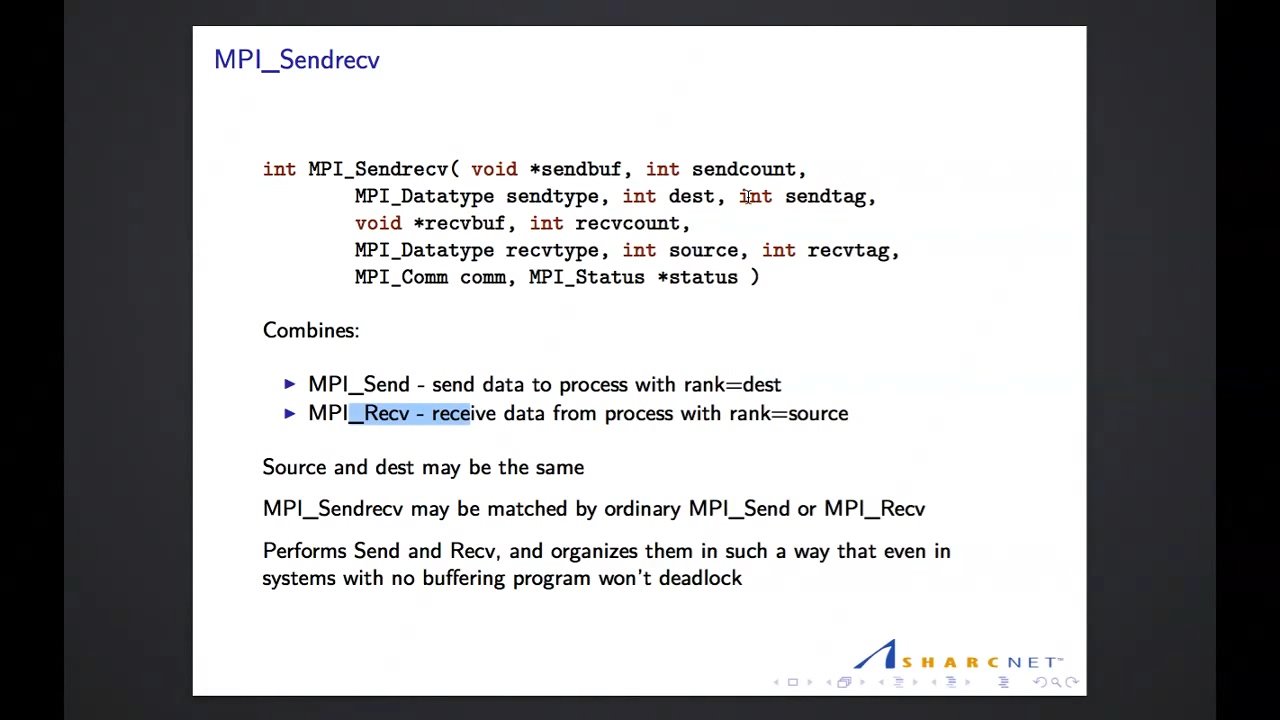 MPI_Sendrecv
int MPI_Sendrecv( void *sendbuf, int sendcount,
MPI_Datatype sendtype, int dest, int sendtag,
void *recvbuf, int recvcount,
MPI_Datatype recvtype, int source, int recvtag,
MPI_Comm comm, MPI_Status *status )
Combines:
▶ MPI_Send - send data to process with rank=dest
▶ MPI_Recv - receive data from process with rank=source
Source and dest may be the same
MPI_Sendrecv may be matched by ordinary MPI_Send or MPI_Recv
Performs Send and Recv, and organizes them in such a way that even in
systems with no buffering program won't deadlock
SHARCNET™